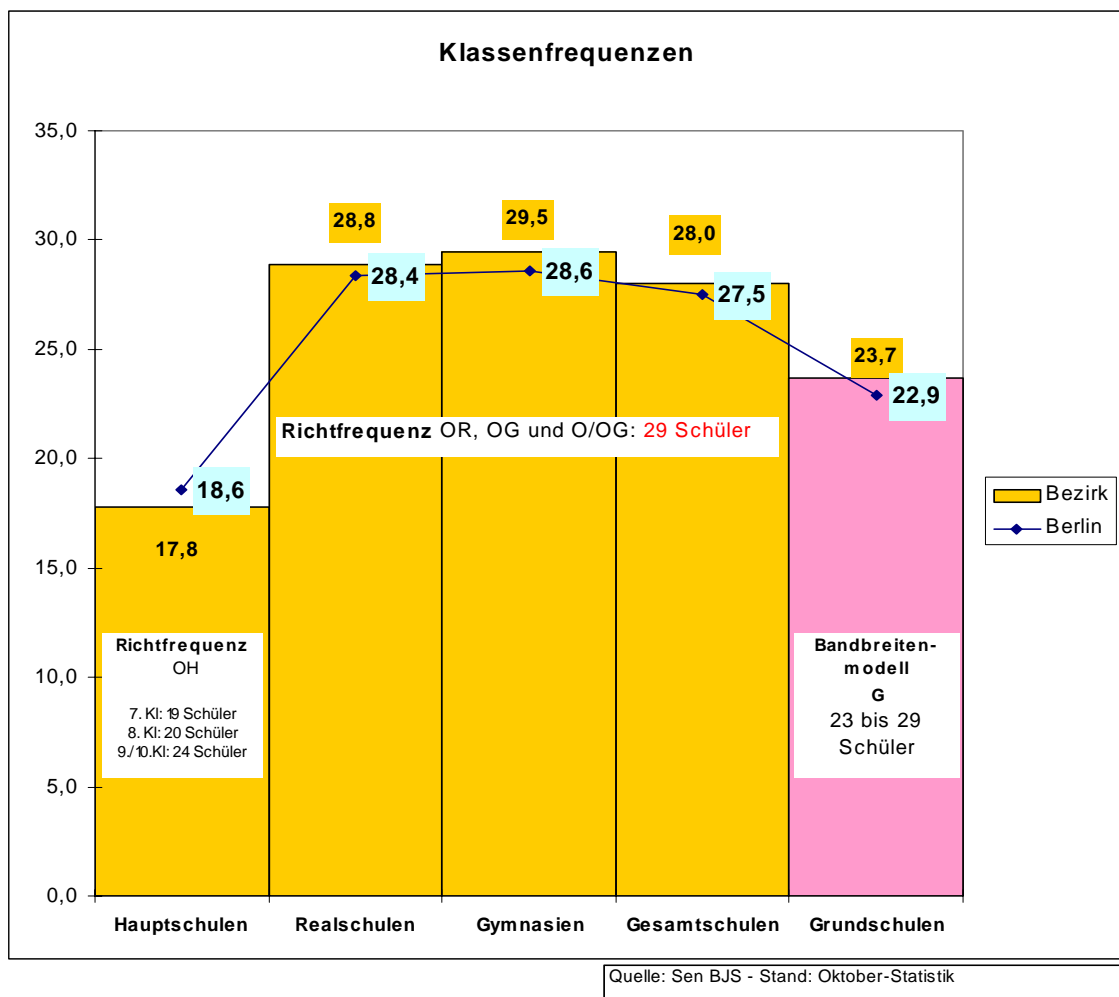 Klassenfrequenzen
35,0
30,0
25,0
20,0
15,0
10,0
5,0
0,0
28,8
29,5
28,0
23,7
28,4
28,6
27,5
22,9
18,6
17,8
Richtfrequenz OR, OG und O/OG: 29 Schüler
Richtfrequenz
OH
7. Kl: 19 Schüler
8. Kl: 20 Schüler
9./10.Kl: 24 Schüler
Bandbreiten-
modell
G
23 bis 29
Schüler
Bezirk
Berlin
Hauptschulen
Realschulen
Gymnasien
Gesamtschulen
Grundschulen
Quelle: Sen BJS - Stand: Oktober-Statistik